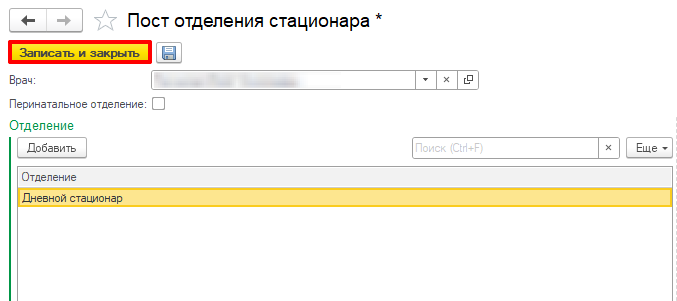 Пост отделения стационара *
Записать и закрыть
Врач:
Перинатальное отделение:
Отделение
Добавить
Поиск (Ctrl+F)
Еще
Отделение
Дневной стационар